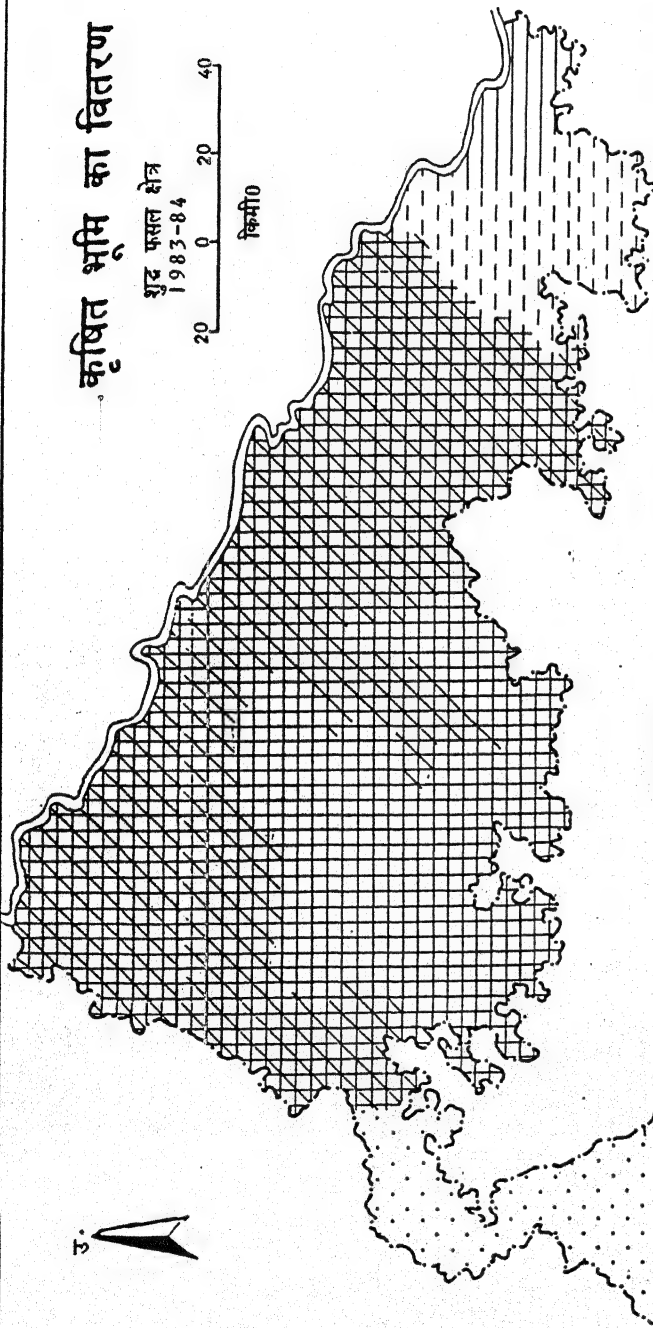 कृषित भूमि का वितरण
शुद्ध फसल क्षेत्र
1983-84
20 0 20 40
किमी0
उ.